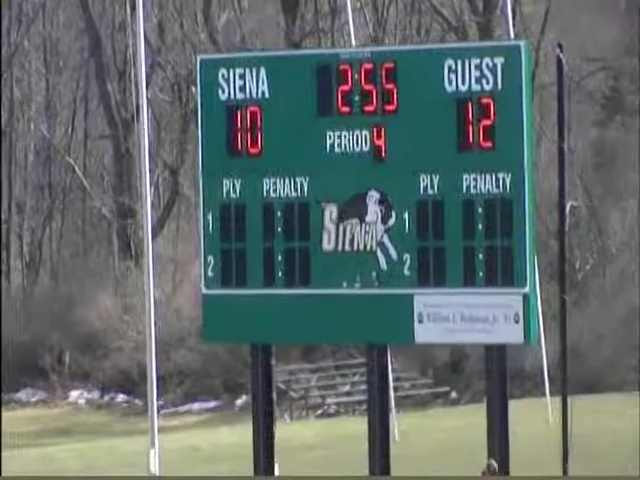 SIENA 2:55 GUEST
10 PERIOD 4 12
PLY PENALTY PLY PENALTY
1 : SIENA 1 :
2 : 2 :